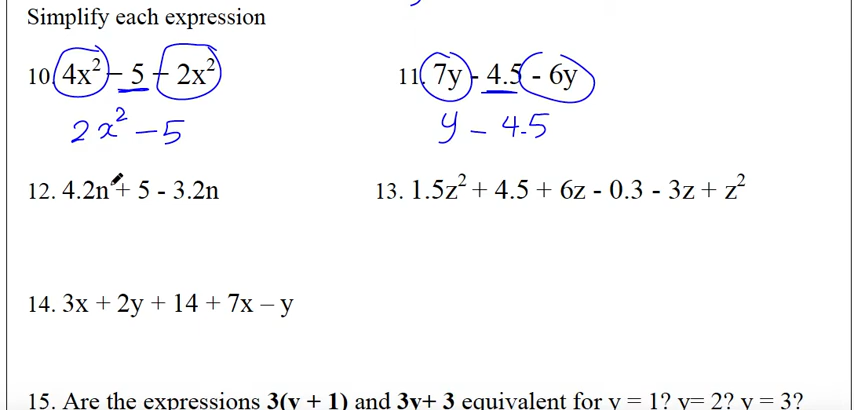 Simplify each expression
10. 4x² – 5 – 2x²
2x² – 5
11. 7y - 4.5 - 6y
y – 4.5
12. 4.2n + 5 - 3.2n
13. 1.5z² + 4.5 + 6z - 0.3 - 3z + z²
14. 3x + 2y + 14 + 7x – y
15. Are the expressions 3(y + 1) and 3y+ 3 equivalent for y = 1? y= 2? y = 3?